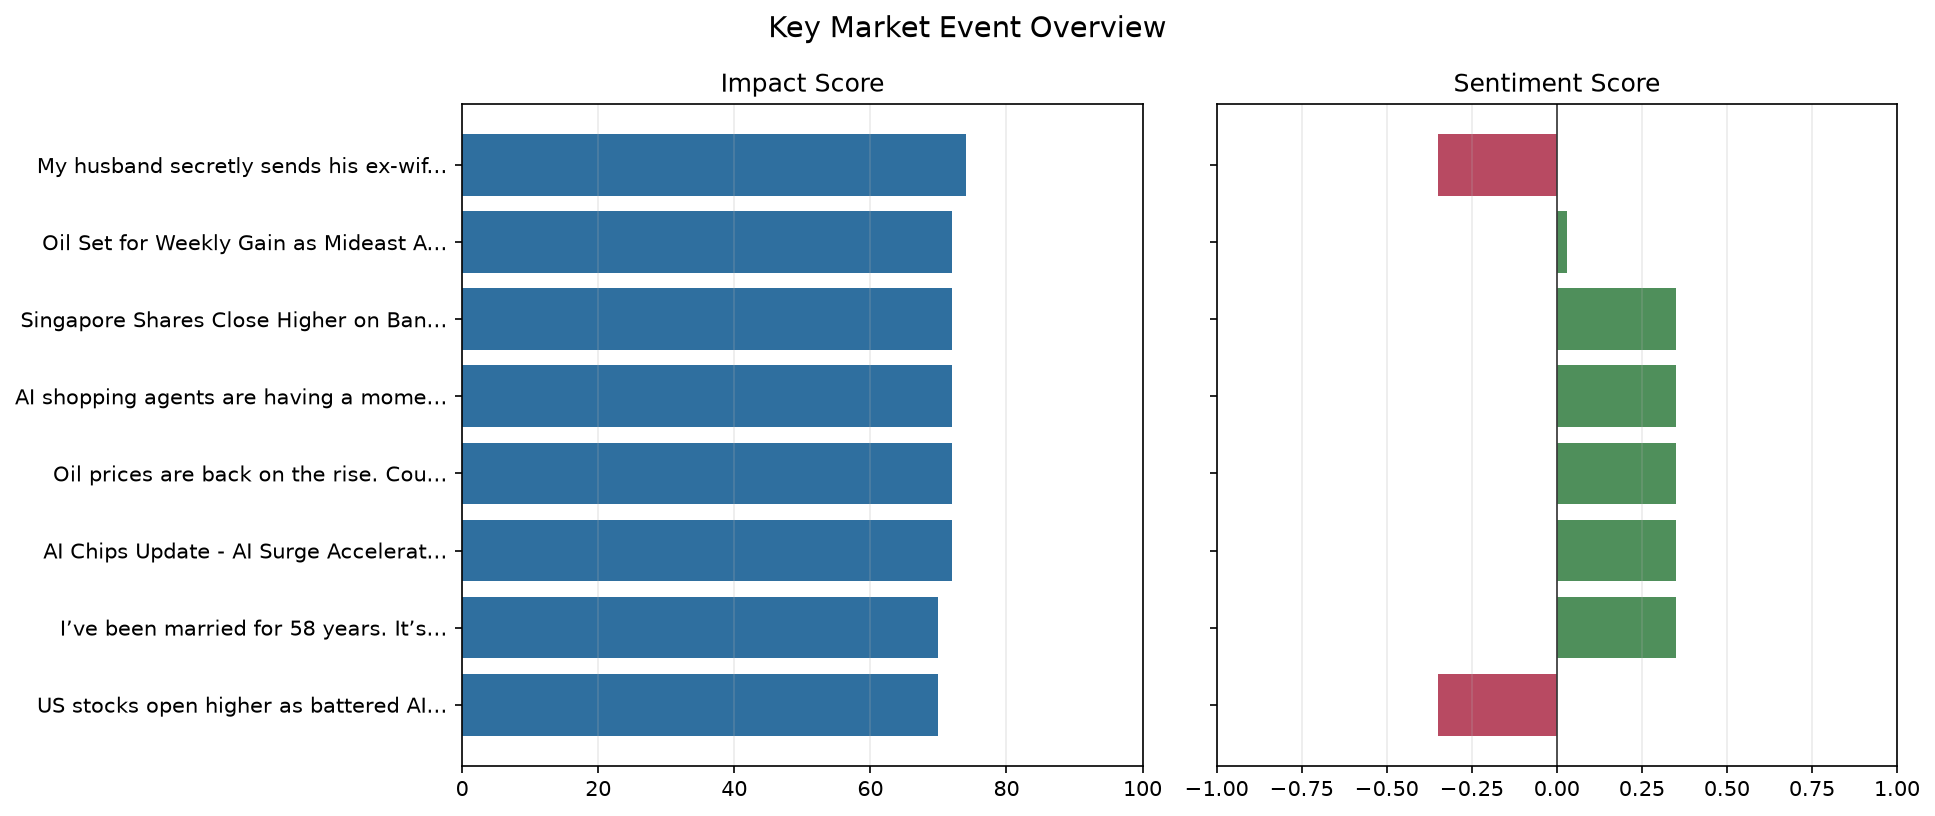 Key Market Event Overview
Impact Score
Sentiment Score
My husband secretly sends his ex-wif...
Oil Set for Weekly Gain as Mideast A...
Singapore Shares Close Higher on Ban...
AI shopping agents are having a mome...
Oil prices are back on the rise. Cou...
AI Chips Update - AI Surge Accelerat...
I’ve been married for 58 years. It’s...
US stocks open higher as battered AI...
0 20 40 60 80 100
−1.00 −0.75 −0.50 −0.25 0.00 0.25 0.50 0.75 1.00